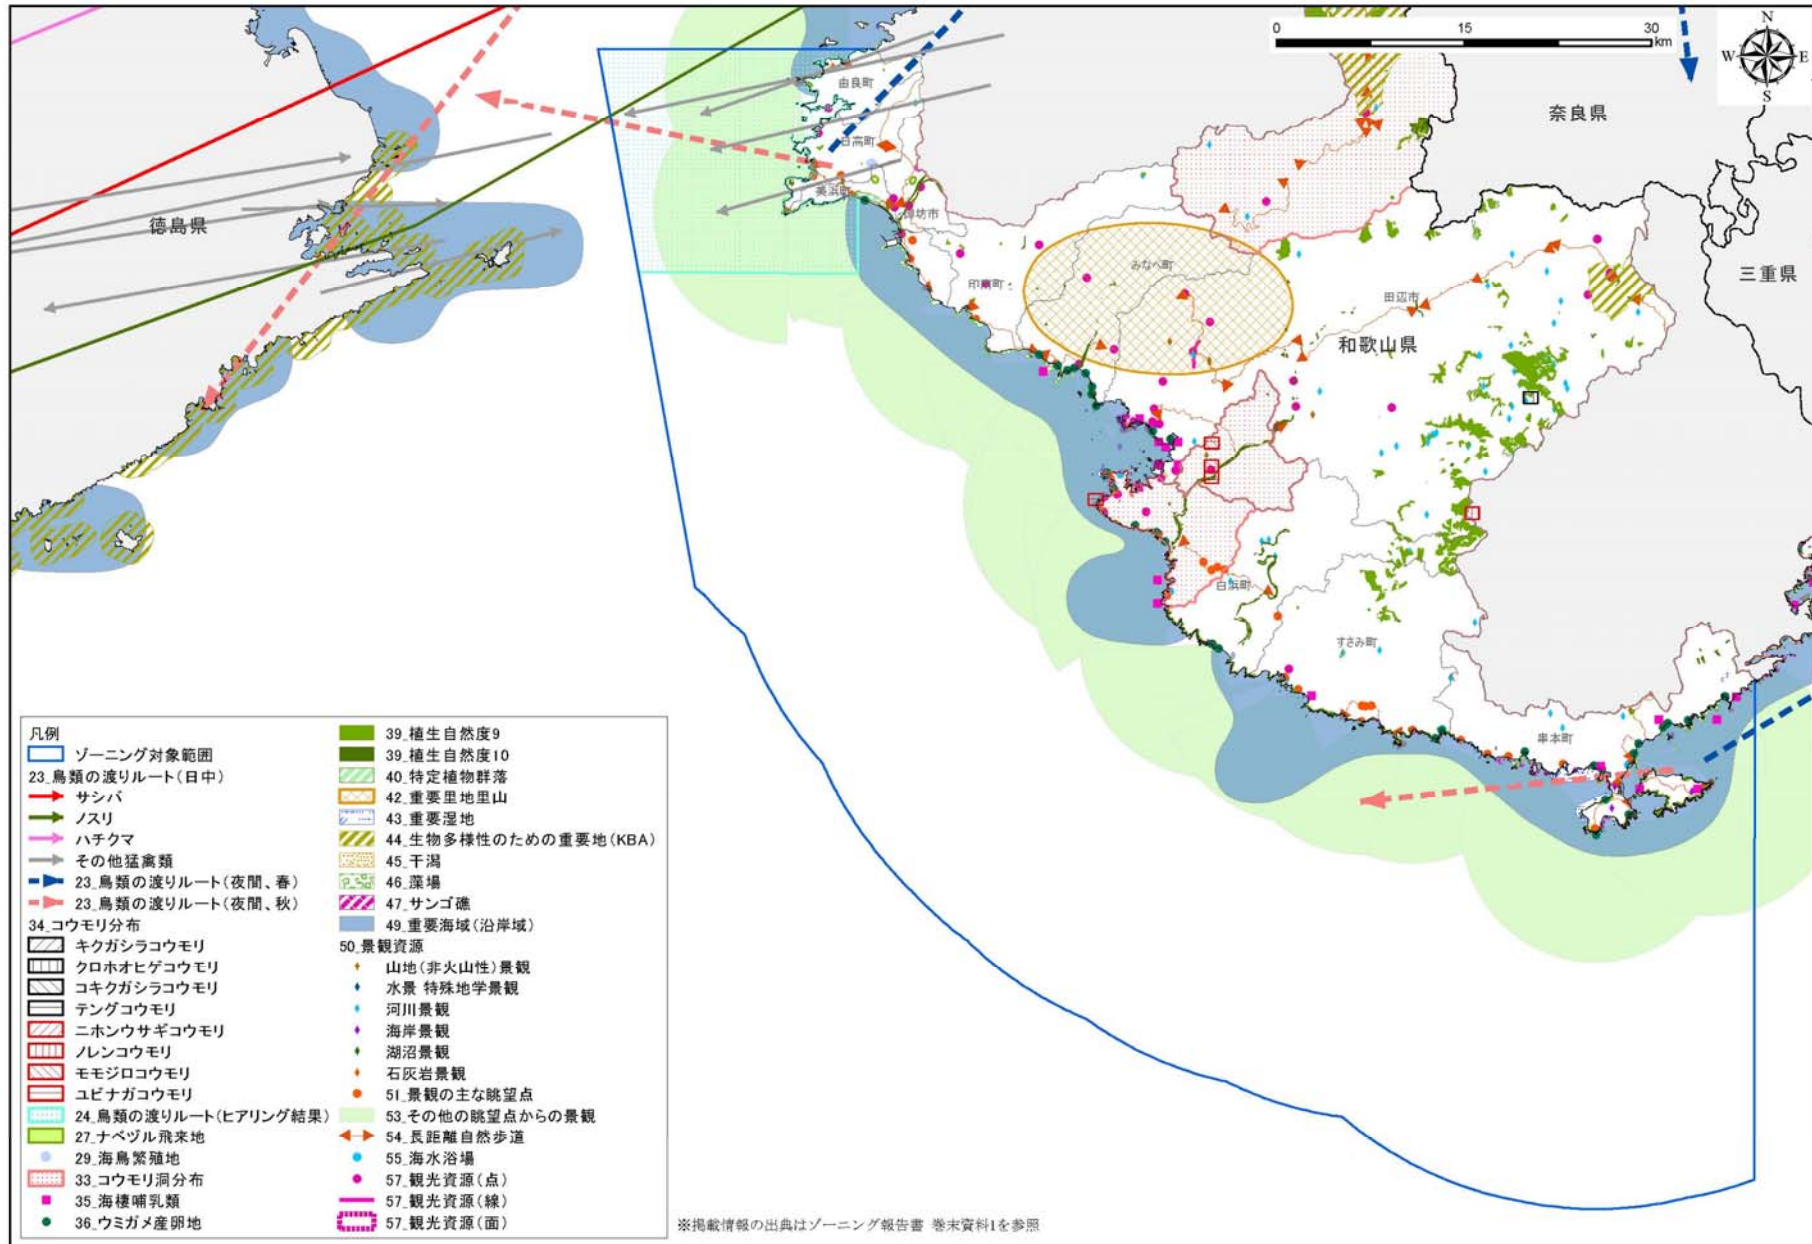 0 15 30
km
N
W E
S
由良町
日高町
美浜町
御坊市
印南町
みなべ町
田辺市
白浜町
すさみ町
串本町
奈良県
三重県
和歌山県
徳島県
凡例
ゾーニング対象範囲
23_鳥類の渡りルート(日中)
サシバ
ノスリ
ハチクマ
その他猛禽類
23_鳥類の渡りルート(夜間、春)
23_鳥類の渡りルート(夜間、秋)
34_コウモリ分布
キクガシラコウモリ
クロホオヒゲコウモリ
コキクガシラコウモリ
テングコウモリ
ニホンウサギコウモリ
ノレンコウモリ
モモジロコウモリ
ユビナガコウモリ
24_鳥類の渡りルート(ヒアリング結果)
27_ナベヅル飛来地
29_海鳥繁殖地
33_コウモリ洞分布
35_海棲哺乳類
36_ウミガメ産卵地
39_植生自然度9
39_植生自然度10
40_特定植物群落
42_重要里地里山
43_重要湿地
44_生物多様性のための重要地(KBA)
45_干潟
46_藻場
47_サンゴ礁
49_重要海域(沿岸域)
50_景観資源
山地(非火山性)景観
水景 特殊地学景観
河川景観
海岸景観
湖沼景観
石灰岩景観
51_景観の主な眺望点
53_その他の眺望点からの景観
54_長距離自然歩道
55_海水浴場
57_観光資源(点)
57_観光資源(線)
57_観光資源(面)
※掲載情報の出典はゾーニング報告書 巻末資料1を参照